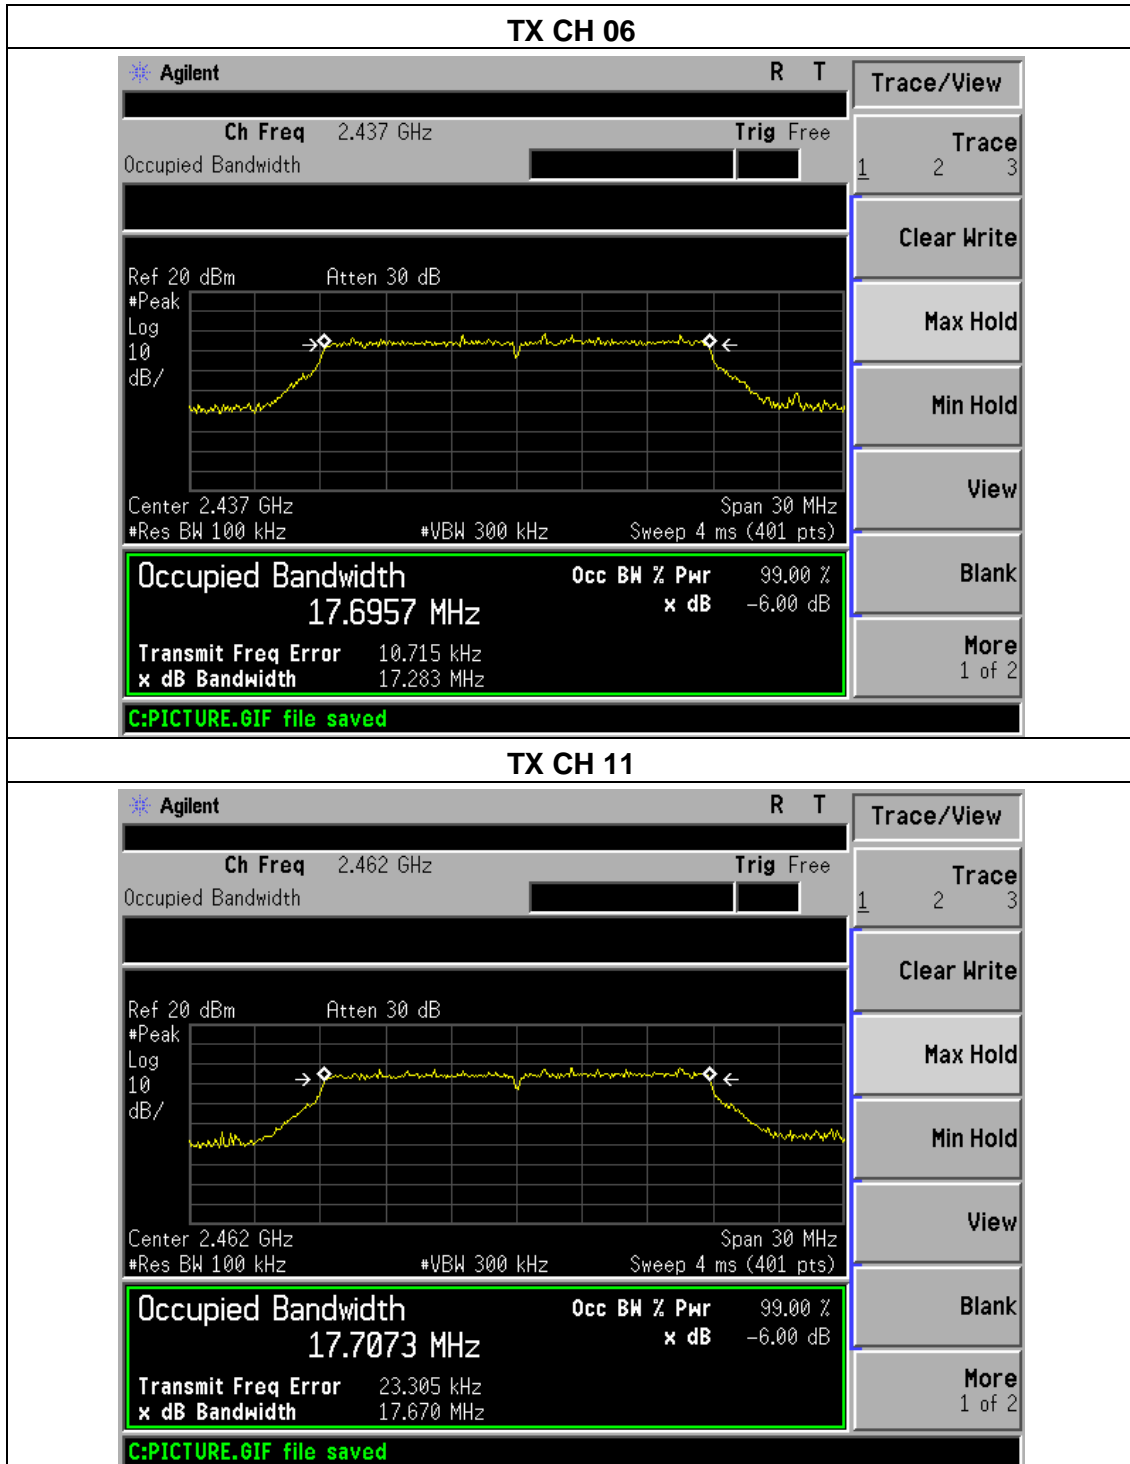 TX CH 06
Agilent R T
Trace/View
Ch Freq 2.437 GHz Trig Free
Occupied Bandwidth
Trace
1 2 3
Clear Write
Ref 20 dBm Atten 30 dB
#Peak
Log
10
dB/
Max Hold
Min Hold
Center 2.437 GHz Span 30 MHz
#Res BW 100 kHz #VBW 300 kHz Sweep 4 ms (401 pts)
View
Occupied Bandwidth
17.6957 MHz
Occ BW % Pwr 99.00 %
x dB -6.00 dB
Blank
Transmit Freq Error 10.715 kHz
x dB Bandwidth 17.283 MHz
More
1 of 2
C:PICTURE.GIF file saved
TX CH 11
Agilent R T
Trace/View
Ch Freq 2.462 GHz Trig Free
Occupied Bandwidth
Trace
1 2 3
Clear Write
Ref 20 dBm Atten 30 dB
#Peak
Log
10
dB/
Max Hold
Min Hold
Center 2.462 GHz Span 30 MHz
#Res BW 100 kHz #VBW 300 kHz Sweep 4 ms (401 pts)
View
Occupied Bandwidth
17.7073 MHz
Occ BW % Pwr 99.00 %
x dB -6.00 dB
Blank
Transmit Freq Error 23.305 kHz
x dB Bandwidth 17.670 MHz
More
1 of 2
C:PICTURE.GIF file saved